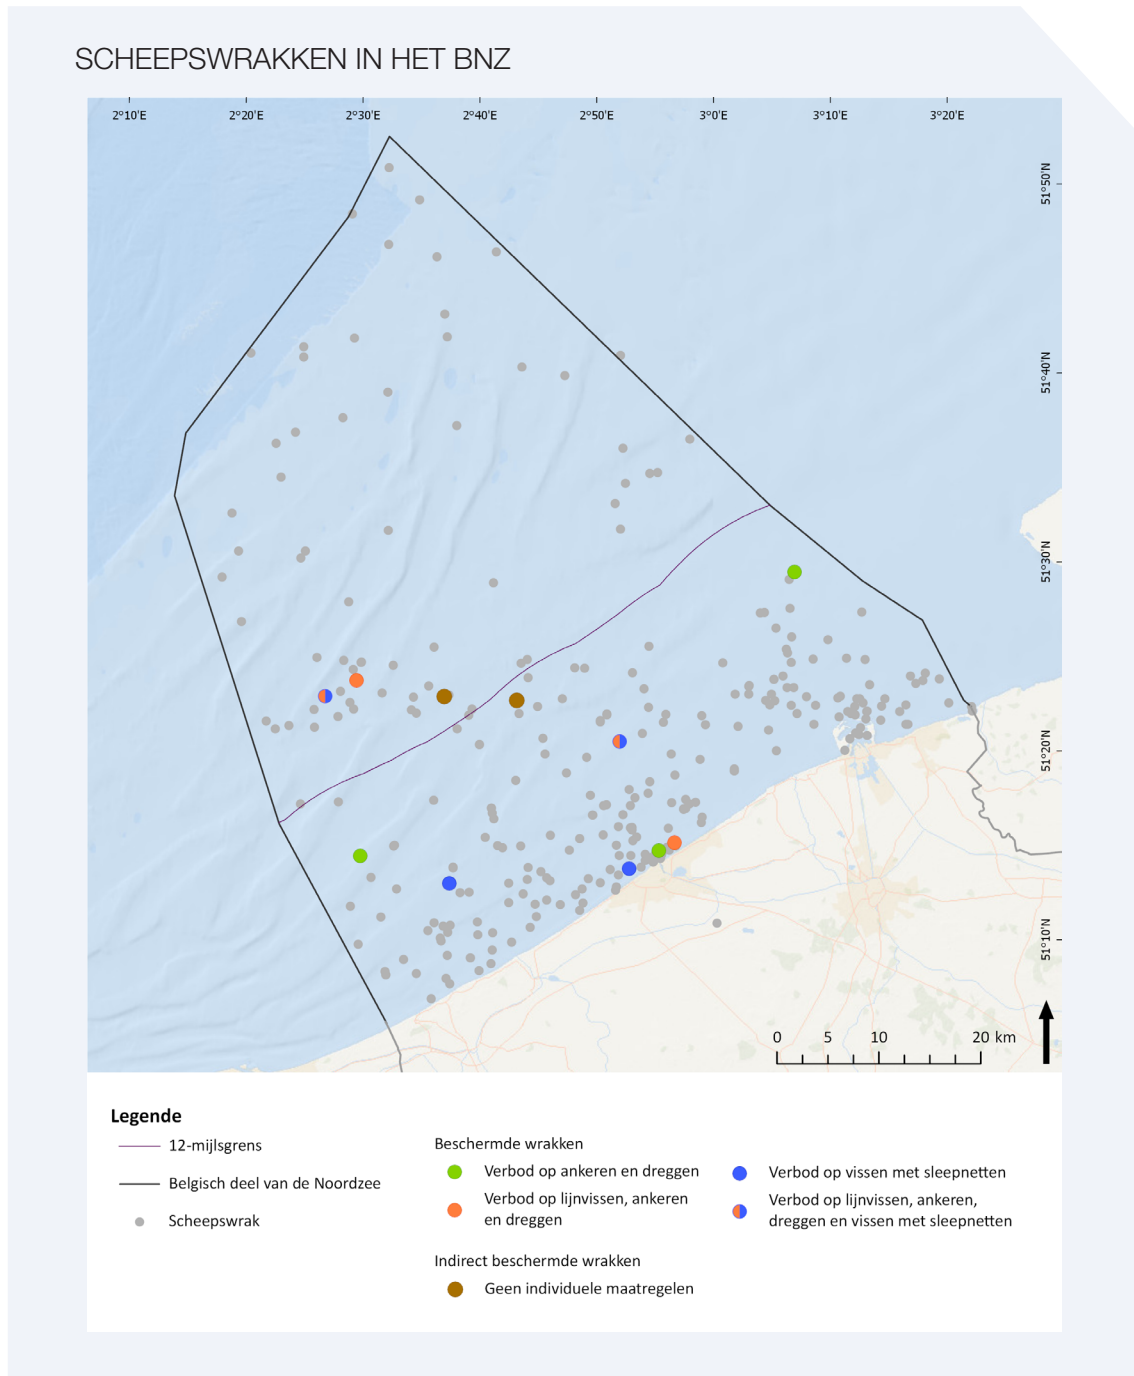 SCHEEPSWRAKKEN IN HET BNZ
2°10'E 2°20'E 2°30'E 2°40'E 2°50'E 3°0'E 3°10'E 3°20'E
51°50'N
51°40'N
51°30'N
51°20'N
51°10'N
0 5 10 20 km
Legende
12-mijlsgrens
Belgisch deel van de Noordzee
Scheepswrak
Beschermde wrakken
Verbod op ankeren en dreggen
Verbod op lijnvissen, ankeren
en dreggen
Verbod op vissen met sleepnetten
Verbod op lijnvissen, ankeren,
dreggen en vissen met sleepnetten
Indirect beschermde wrakken
Geen individuele maatregelen